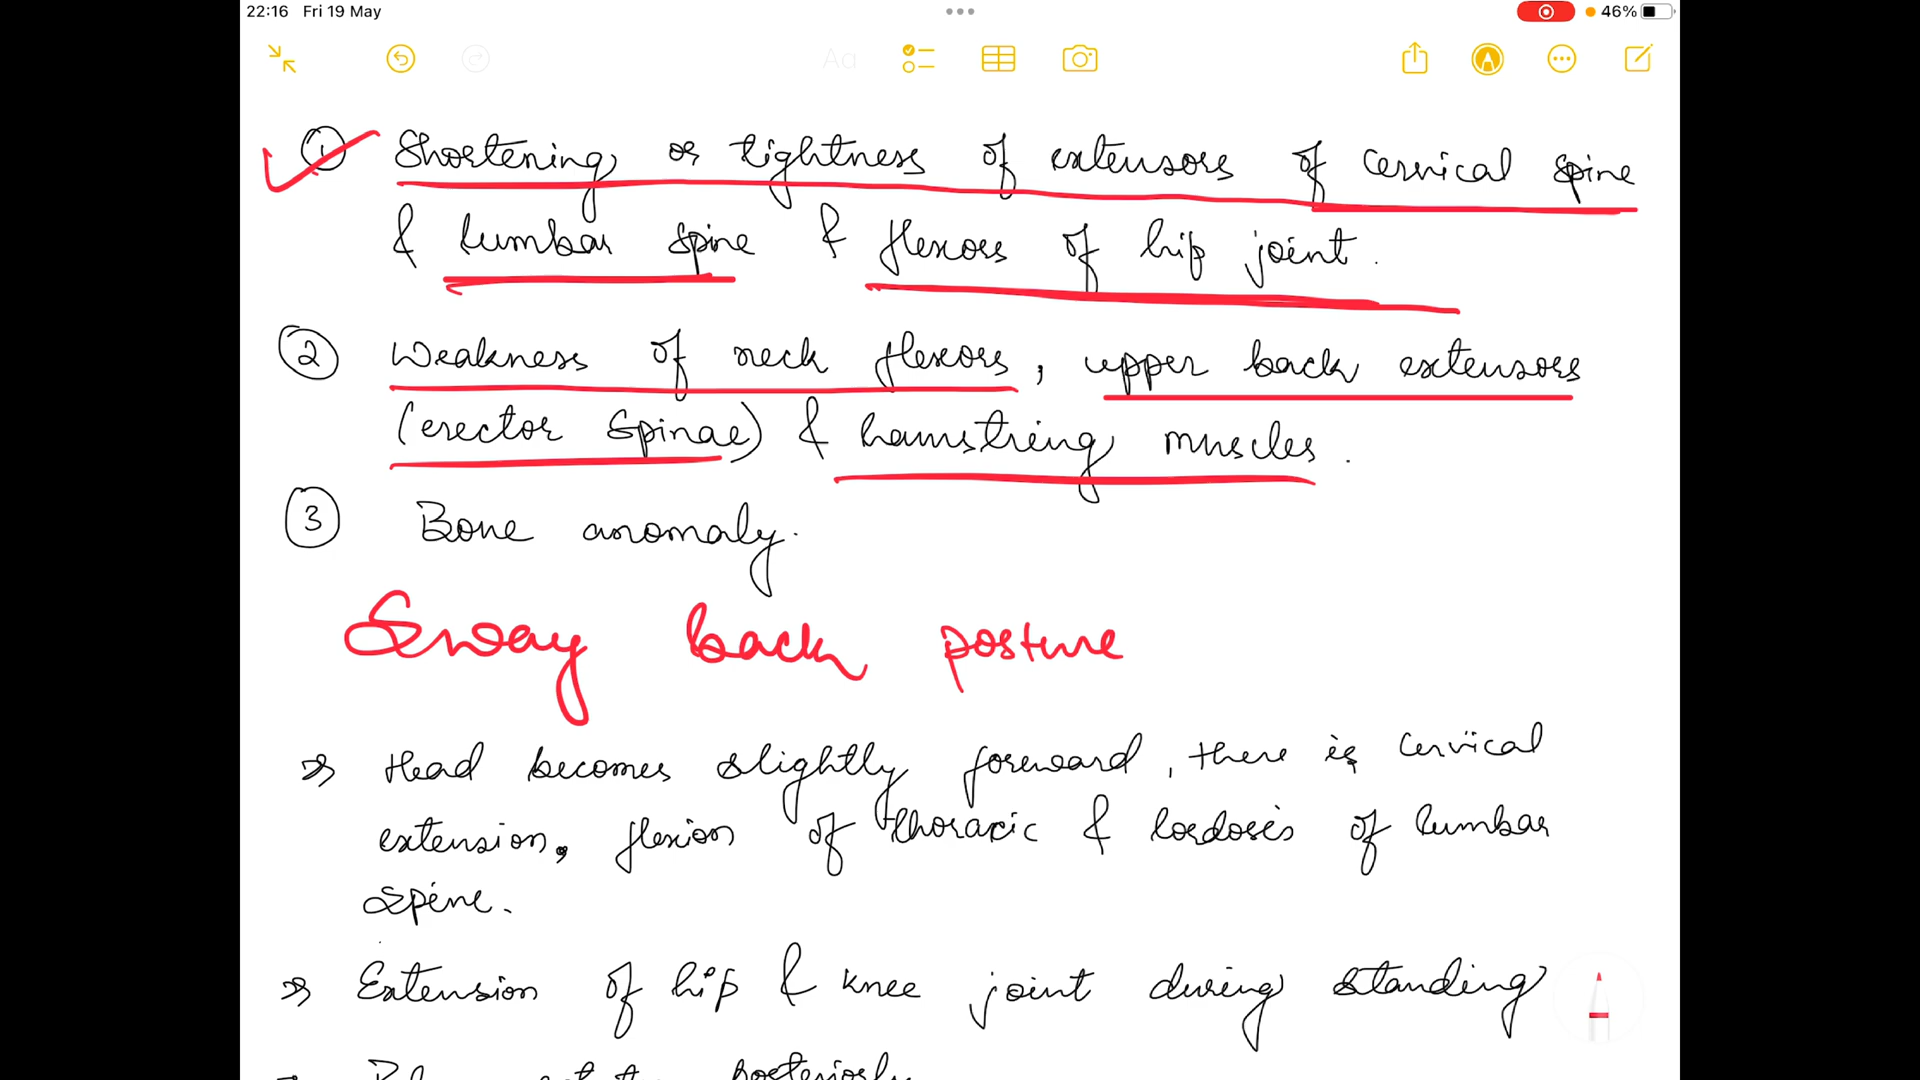 22:16 Fri 19 May
46%
Aa
① Shortening or tightness of extensors of cervical spine
& lumbar spine & flexors of hip joint.
② Weakness of neck flexors, upper back extensors
(erector spinae) & hamstring muscles.
③ Bone anomaly.
Sway back posture
⇒ Head becomes slightly foreward, there is cervical
extension, flexion of thoracic & lordosis of lumbar
spine.
⇒ Extension of hip & knee joint during standing
posteriorly